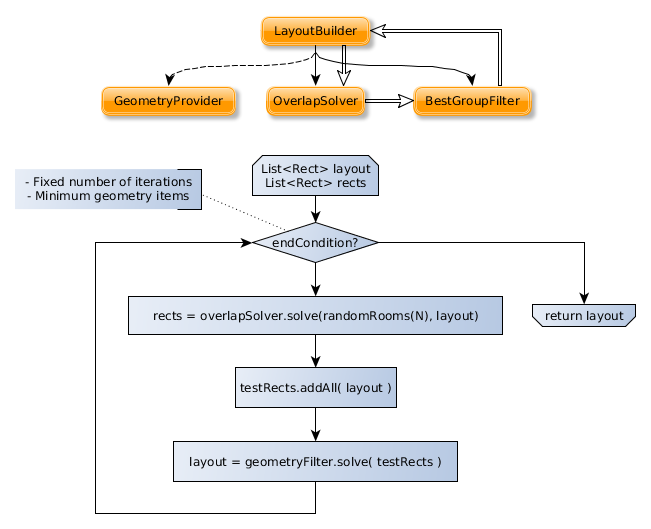 LayoutBuilder
GeometryProvider
OverlapSolver
BestGroupFilter
List<Rect> layout
List<Rect> rects
- Fixed number of iterations
- Minimum geometry items
endCondition?
rects = overlapSolver.solve(randomRooms(N), layout)
return layout
testRects.addAll( layout )
layout = geometryFilter.solve( testRects )